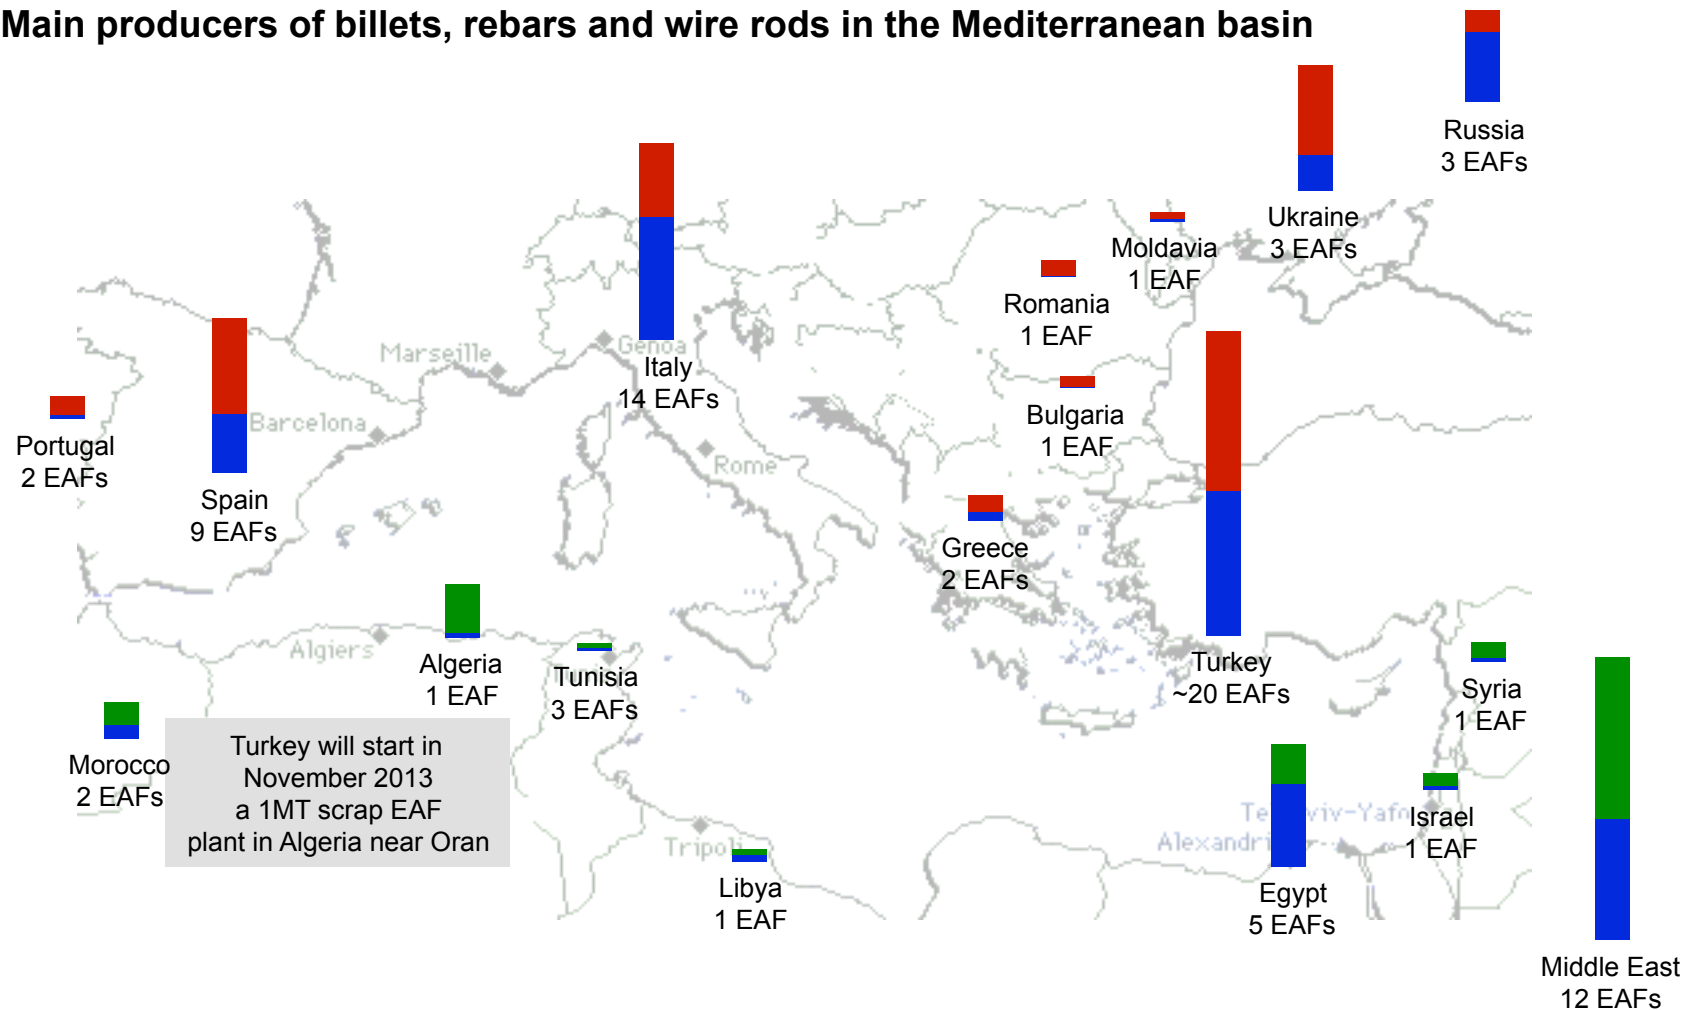 Main producers of billets, rebars and wire rods in the Mediterranean basin
Russia
3 EAFs
Ukraine
3 EAFs
Moldavia
1 EAF
Romania
1 EAF
Marseille
Genoa
Italy
14 EAFs
Bulgaria
1 EAF
Barcelona
Portugal
2 EAFs
Rome
Spain
9 EAFs
Greece
2 EAFs
Algiers
Algeria
1 EAF
Tunisia
3 EAFs
Turkey
~20 EAFs
Syria
1 EAF
Morocco
2 EAFs
Turkey will start in
November 2013
a 1MT scrap EAF
plant in Algeria near Oran
Tripoli
Libya
1 EAF
Israel
1 EAF
Egypt
5 EAFs
Middle East
12 EAFs